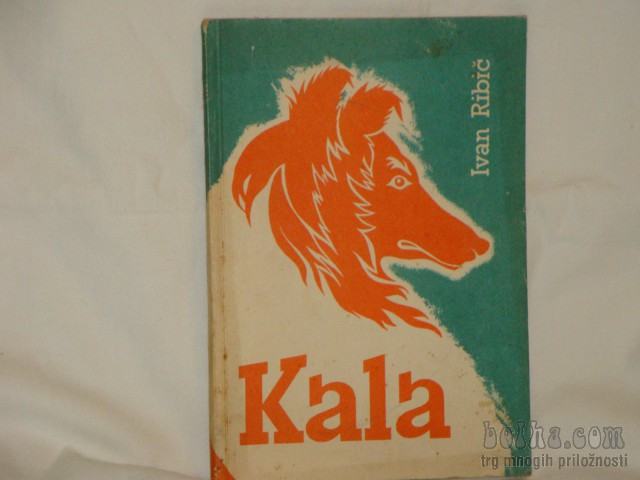 Ivan Ribič
Kala
bolha.com
trg mnogih priložnosti